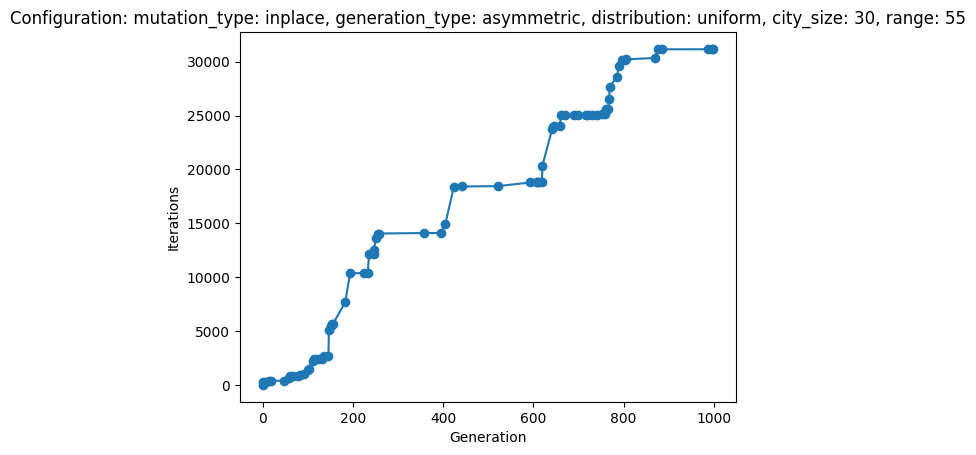 Configuration: mutation_type: inplace, generation_type: asymmetric, distribution: uniform, city_size: 30, range: 55
30000
25000
20000
15000
10000
5000
0
Iterations
0 200 400 600 800 1000
Generation